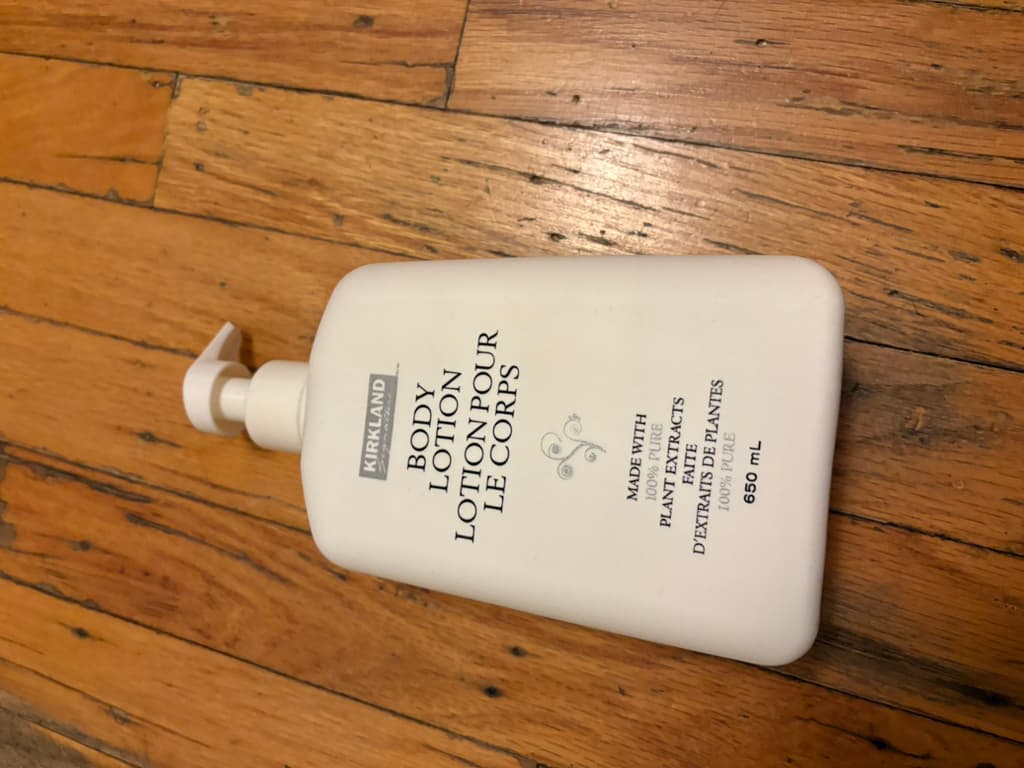 KIRKLAND
Signature
BODY
LOTION
LOTION POUR
LE CORPS
MADE WITH
100% PURE
PLANT EXTRACTS
FAITE
D'EXTRAITS DE PLANTES
100% PURE
650 mL